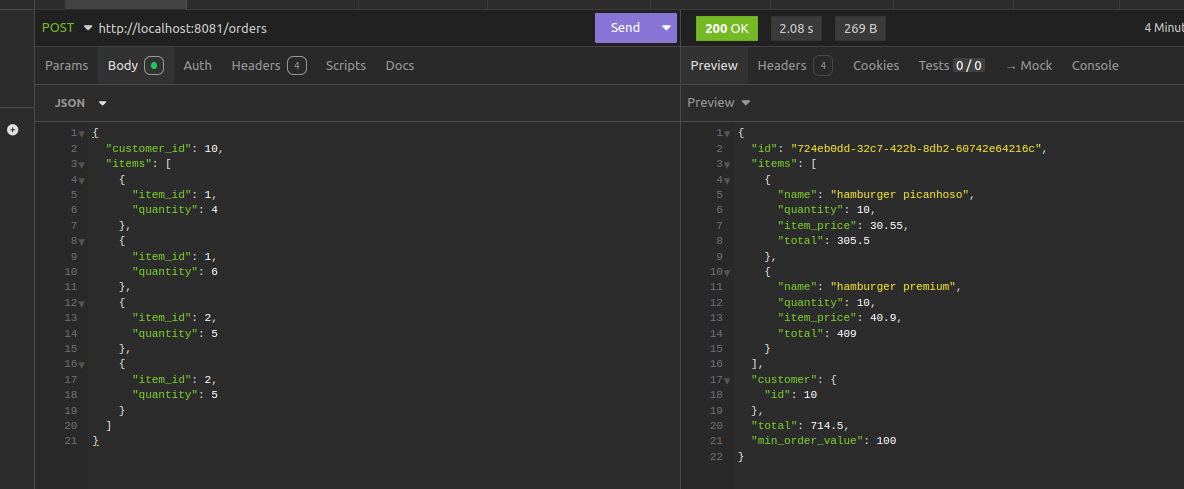 POST http://localhost:8081/orders Send
Params Body Auth Headers 4 Scripts Docs
JSON
1 {
2 "customer_id": 10,
3 "items": [
4 {
5 "item_id": 1,
6 "quantity": 4
7 },
8 {
9 "item_id": 1,
10 "quantity": 6
11 },
12 {
13 "item_id": 2,
14 "quantity": 5
15 },
16 {
17 "item_id": 2,
18 "quantity": 5
19 }
20 ]
21 }
200 OK 2.08 s 269 B 4 Minut
Preview Headers 4 Cookies Tests 0 / 0 → Mock Console
Preview
1 {
2 "id": "724eb0dd-32c7-422b-8db2-60742e64216c",
3 "items": [
4 {
5 "name": "hamburger picanhoso",
6 "quantity": 10,
7 "item_price": 30.55,
8 "total": 305.5
9 },
10 {
11 "name": "hamburger premium",
12 "quantity": 10,
13 "item_price": 40.9,
14 "total": 409
15 }
16 ],
17 "customer": {
18 "id": 10
19 },
20 "total": 714.5,
21 "min_order_value": 100
22 }